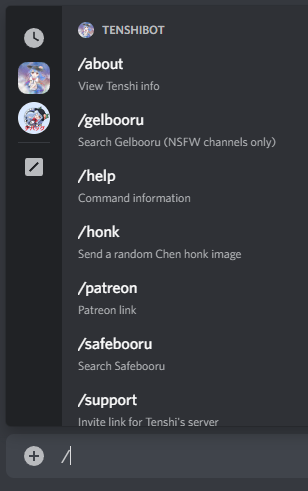 TENSHIBOT
/about
View Tenshi info
/gelbooru
Search Gelbooru (NSFW channels only)
/help
Command information
/honk
Send a random Chen honk image
/patreon
Patreon link
/safebooru
Search Safebooru
/support
Invite link for Tenshi's server
/